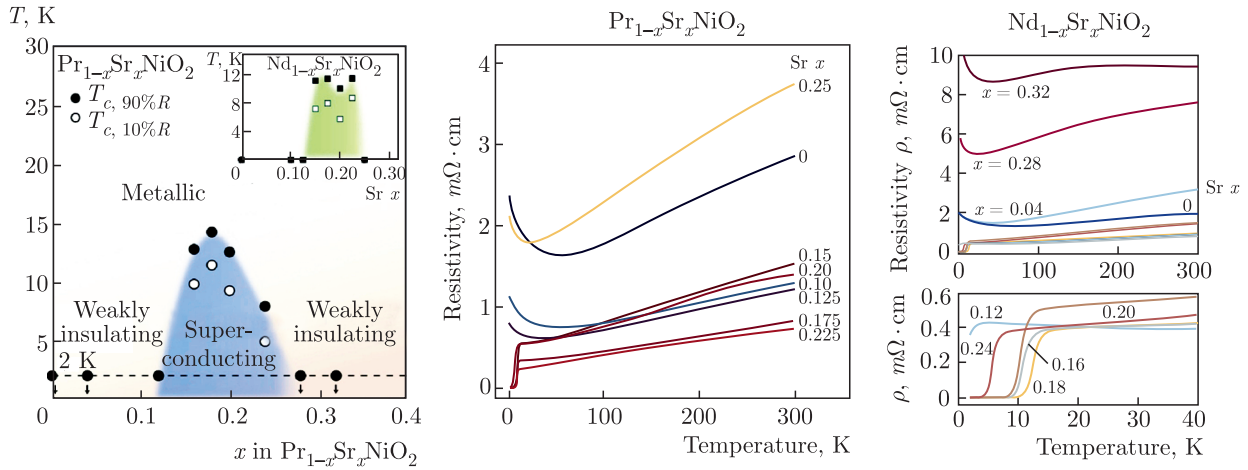 T, K
30
25
20
15
10
5
0
0.1
0.2
0.3
0.4
x in Pr1–xSrxNiO2
Pr1–xSrxNiO2
Tc, 90%R
Tc, 10%R
Metallic
Weakly
insulating
Super-
conducting
Weakly
insulating
2 K
T, K
Nd1–xSrxNiO2
12
8
4
0
0.10
0.20
0.30
Sr x
Pr1–xSrxNiO2
Resistivity, mΩ·cm
4
3
2
1
0
0
100
200
300
Temperature, K
Sr x
0.25
0
0.15
0.20
0.10
0.125
0.175
0.225
Nd1–xSrxNiO2
Resistivity ρ, mΩ·cm
10
8
6
4
2
0
0
100
200
300
x = 0.32
x = 0.28
x = 0.04
0
Sr x
ρ, mΩ·cm
0.6
0.4
0.2
0
0
10
20
30
40
0.12
0.20
0.24
0.16
0.18
Temperature, K